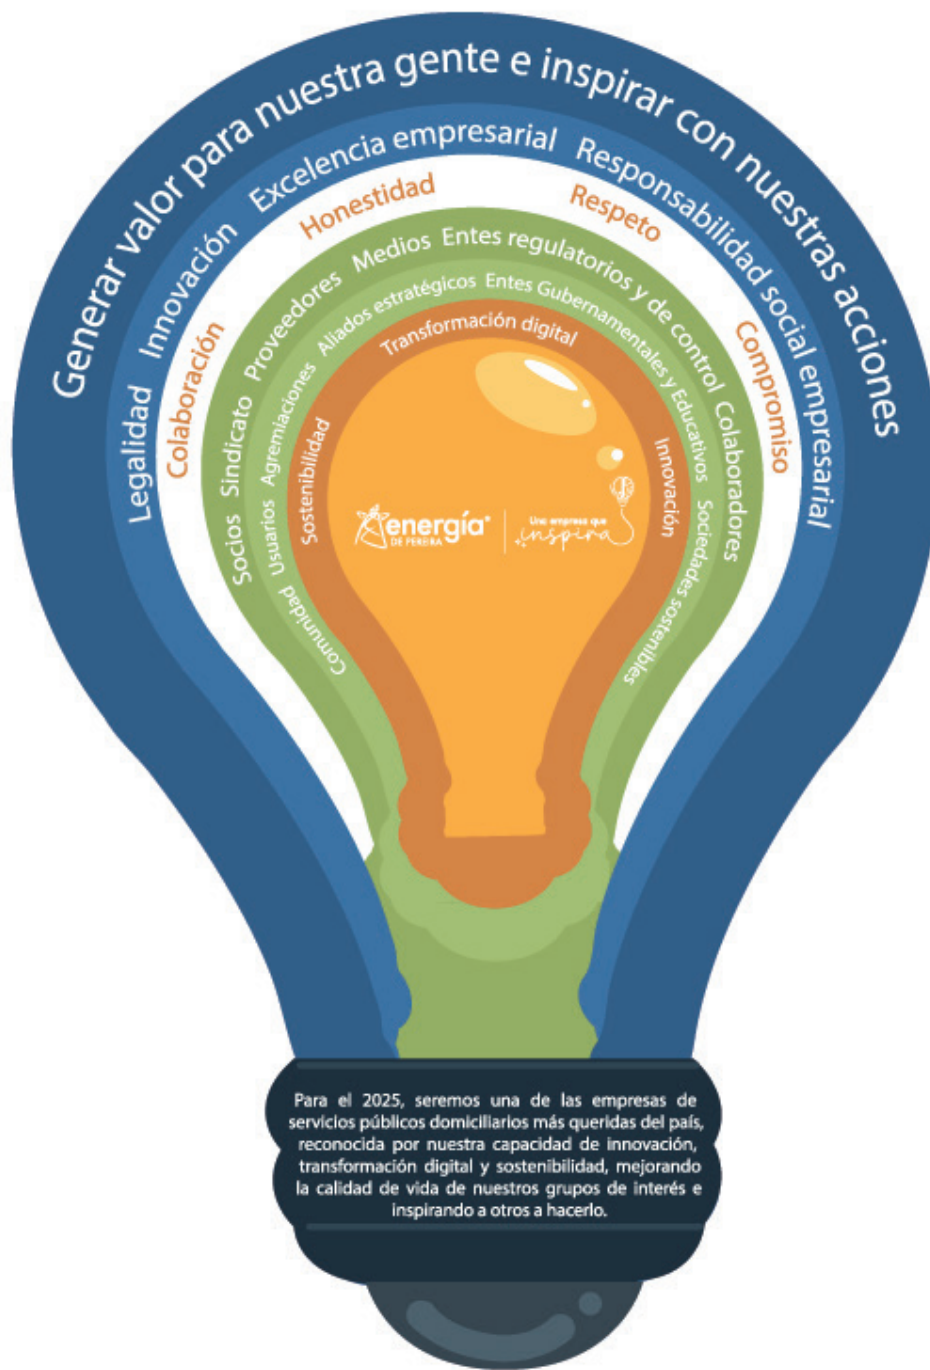 Generar valor para nuestra gente e inspirar con nuestras acciones
Legalidad Innovación Excelencia empresarial Responsabilidad social empresarial
Colaboración Honestidad Respeto Compromiso
Socios Sindicato Proveedores Medios Entes regulatorios y de control Colaboradores
Comunidad Usuarios Agremiaciones Aliados estratégicos Entes Gubernamentales y Educativos Sociedades sostenibles
Sostenibilidad Transformación digital Innovación
energía®
DE PEREIRA
Una empresa que
inspira
Para el 2025, seremos una de las empresas de
servicios públicos domiciliarios más queridas del país,
reconocida por nuestra capacidad de innovación,
transformación digital y sostenibilidad, mejorando
la calidad de vida de nuestros grupos de interés e
inspirando a otros a hacerlo.